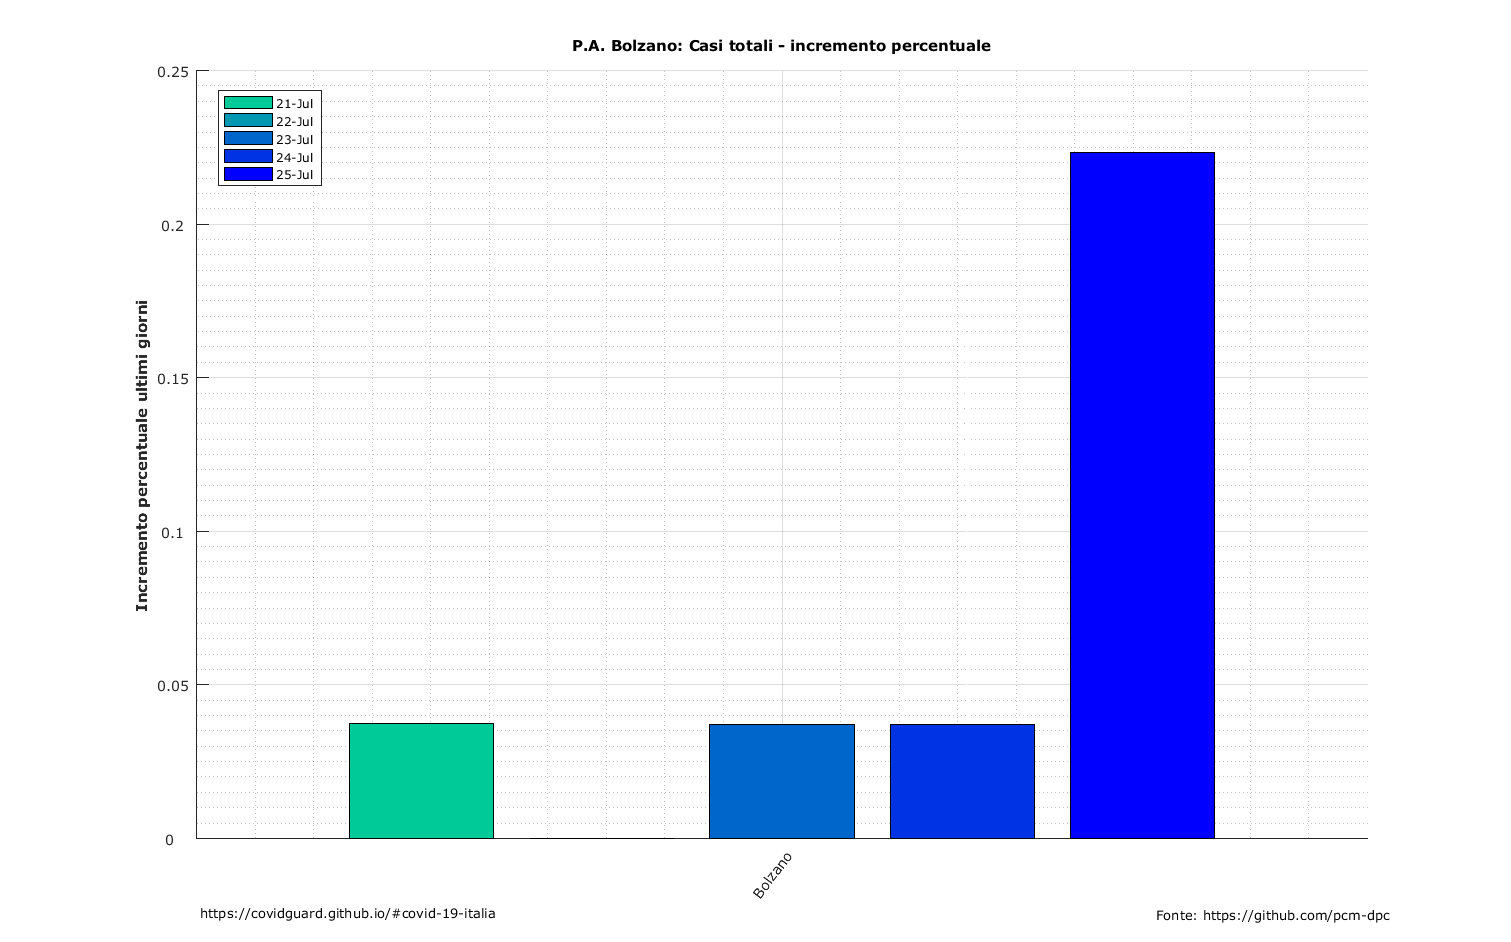 P.A. Bolzano: Casi totali - incremento percentuale
0.25
0.2
0.15
0.1
0.05
0
Incremento percentuale ultimi giorni
21-Jul
22-Jul
23-Jul
24-Jul
25-Jul
Bolzano
https://covidguard.github.io/#covid-19-italia
Fonte: https://github.com/pcm-dpc